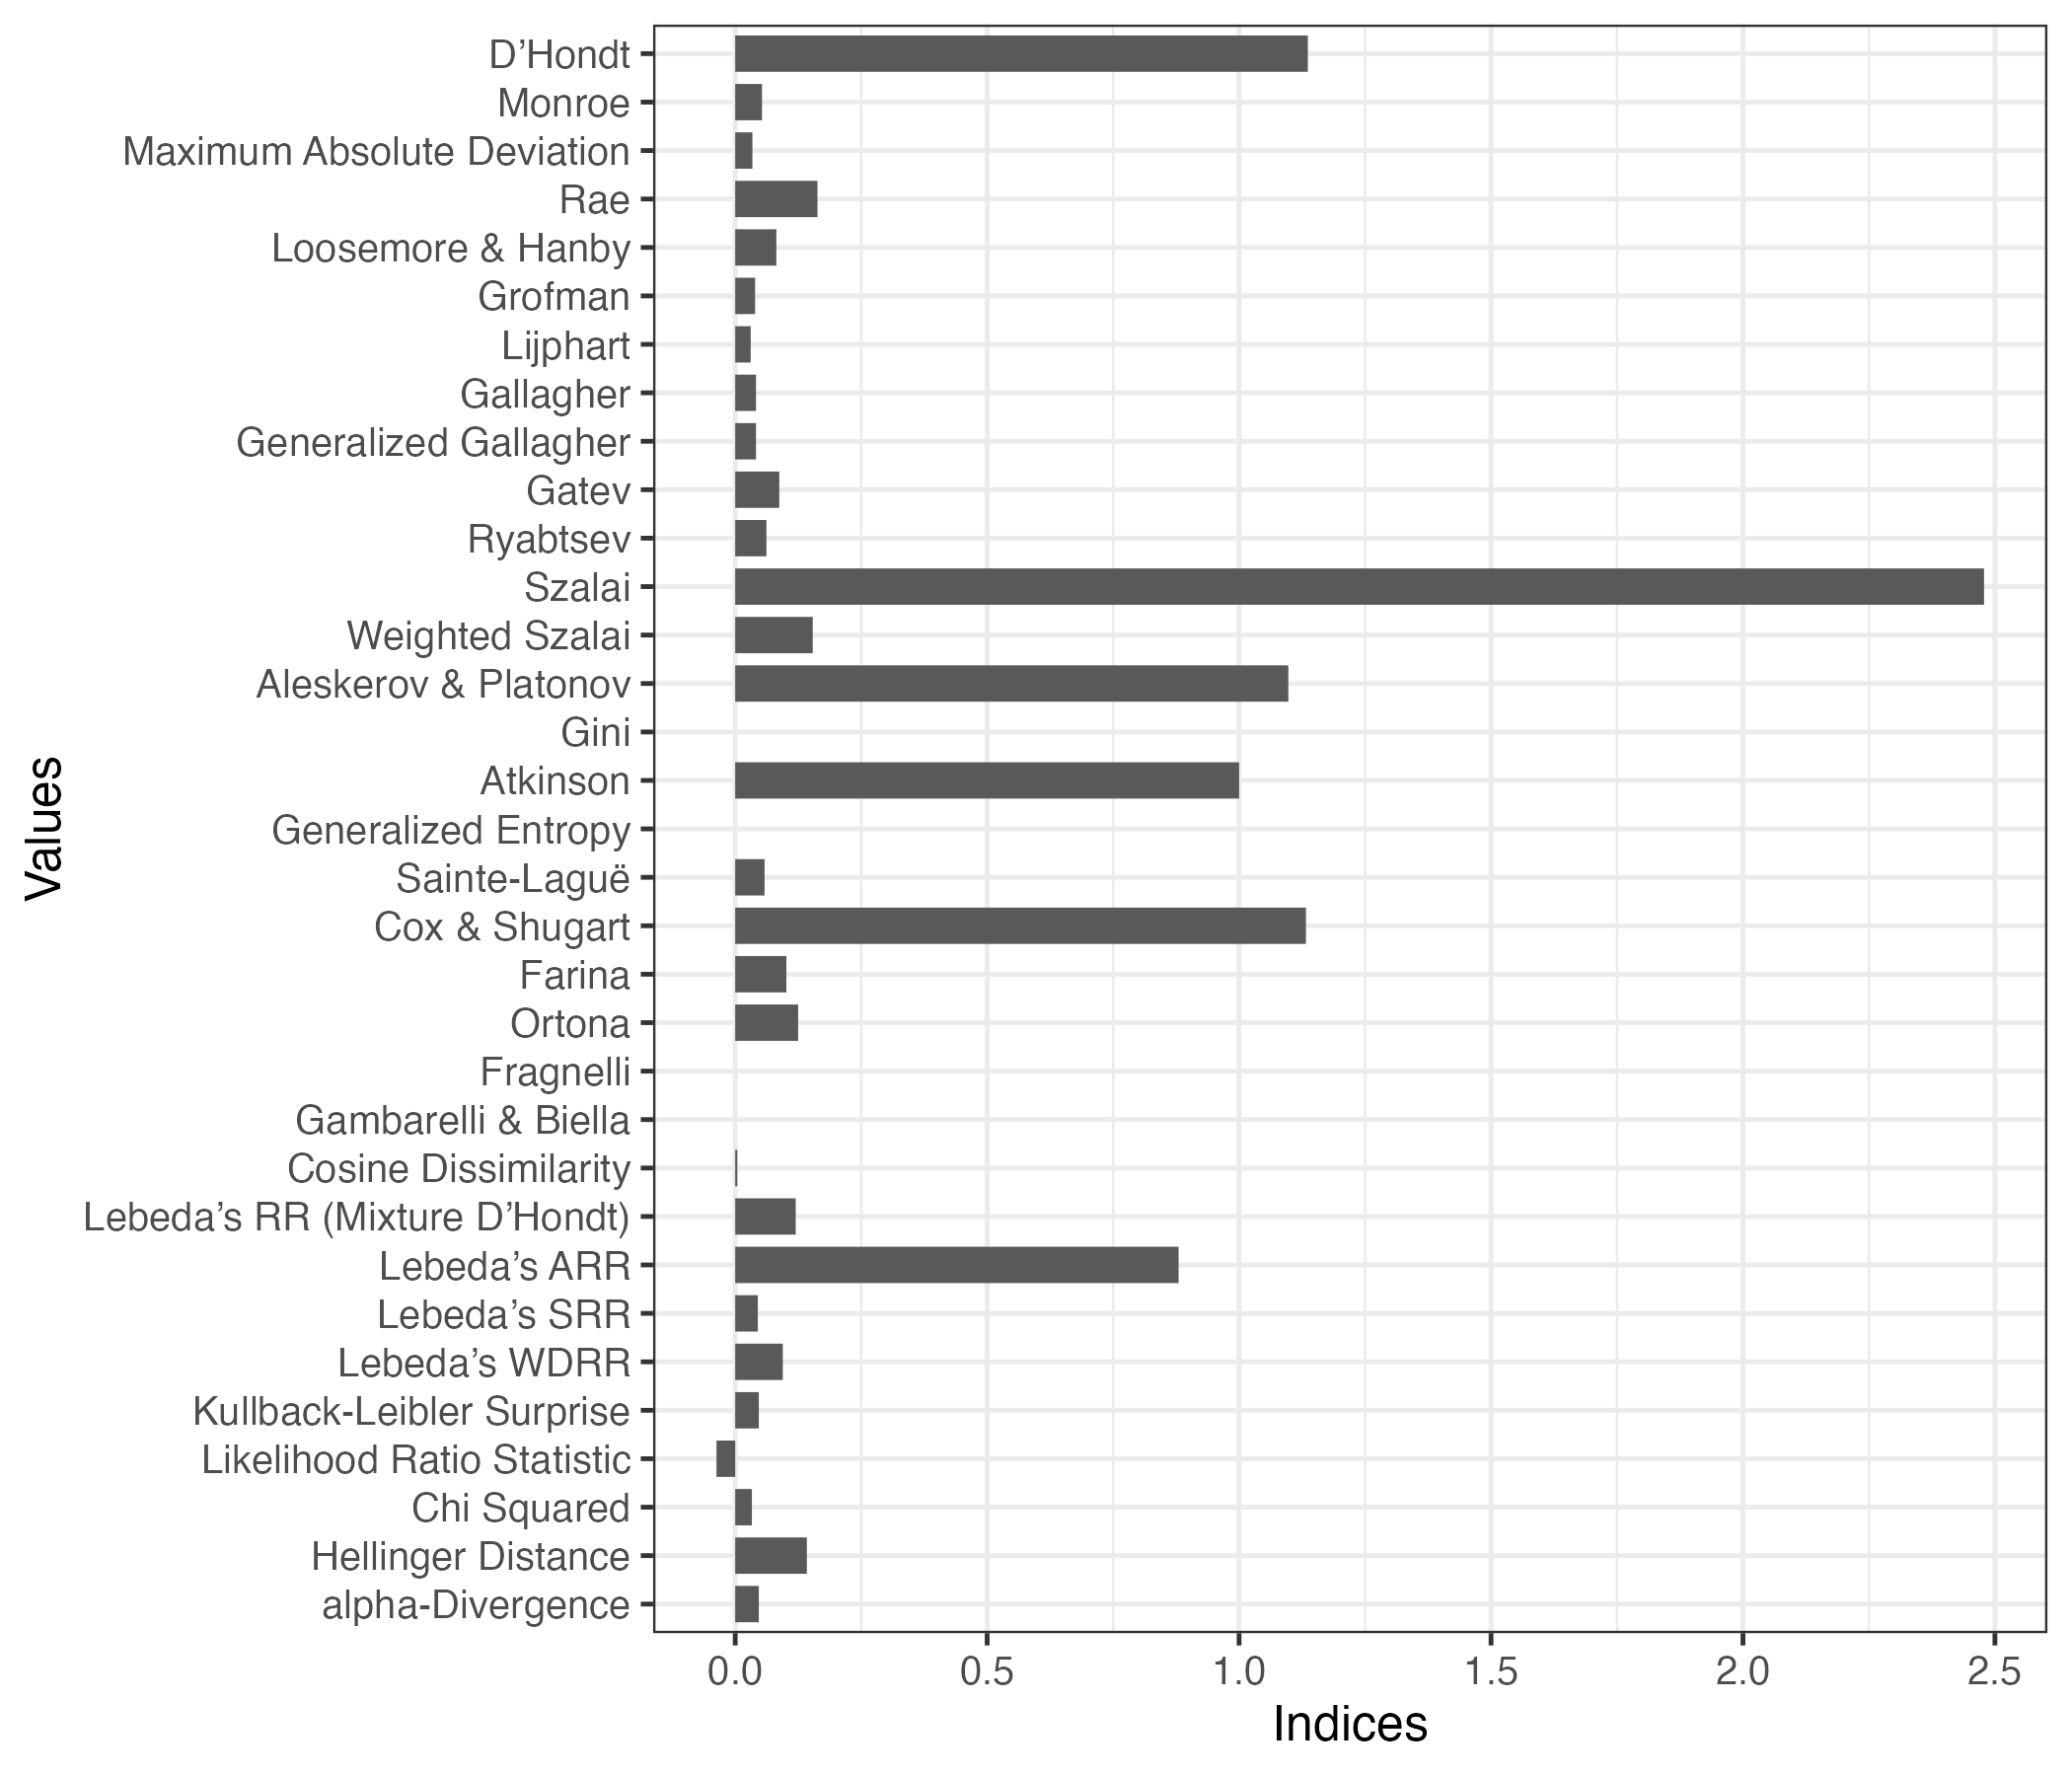 D’Hondt
Monroe
Maximum Absolute Deviation
Rae
Loosemore & Hanby
Grofman
Lijphart
Gallagher
Generalized Gallagher
Gatev
Ryabtsev
Szalai
Weighted Szalai
Aleskerov & Platonov
Gini
Atkinson
Generalized Entropy
Sainte-Laguë
Cox & Shugart
Farina
Ortona
Fragnelli
Gambarelli & Biella
Cosine Dissimilarity
Lebeda’s RR (Mixture D’Hondt)
Lebeda’s ARR
Lebeda’s SRR
Lebeda’s WDRR
Kullback-Leibler Surprise
Likelihood Ratio Statistic
Chi Squared
Hellinger Distance
alpha-Divergence
Values
0.0 0.5 1.0 1.5 2.0 2.5
Indices